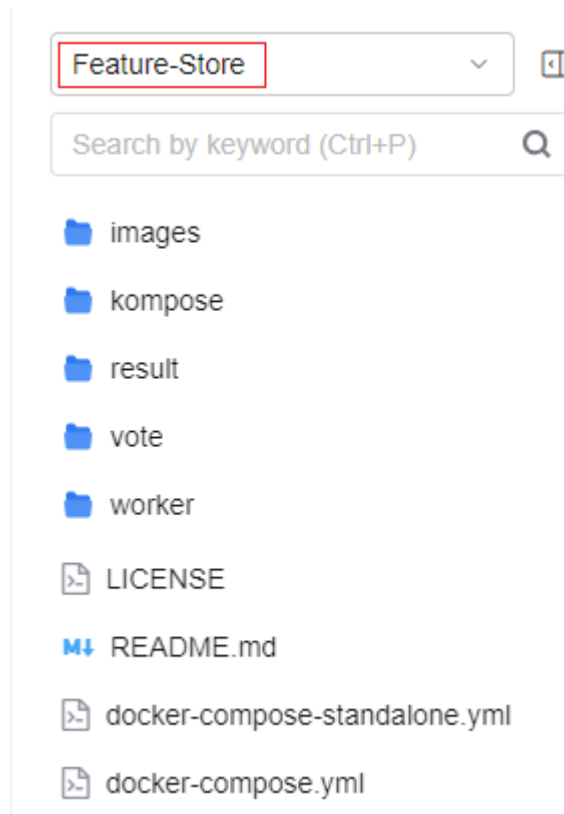 Feature-Store
Search by keyword (Ctrl+P)
images
kompose
result
vote
worker
LICENSE
M↓ README.md
docker-compose-standalone.yml
docker-compose.yml